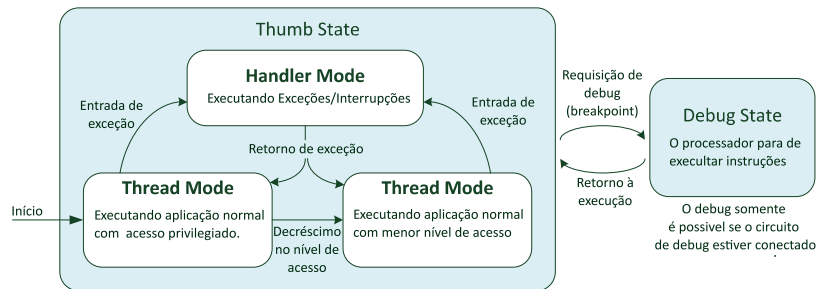 Thumb State
Handler Mode
Executando Exceções/Interrupções
Entrada de
exceção
Entrada de
exceção
Retorno de exceção
Início
Thread Mode
Executando aplicação normal
com acesso privilegiado.
Decréscimo
no nível de
acesso
Thread Mode
Executando aplicação normal
com menor nível de acesso
Requisição de
debug
(breakpoint)
Retorno à
execução
Debug State
O processador para de
execultar instruções
O debug somente
é possivel se o circuito
de debug estiver conectado